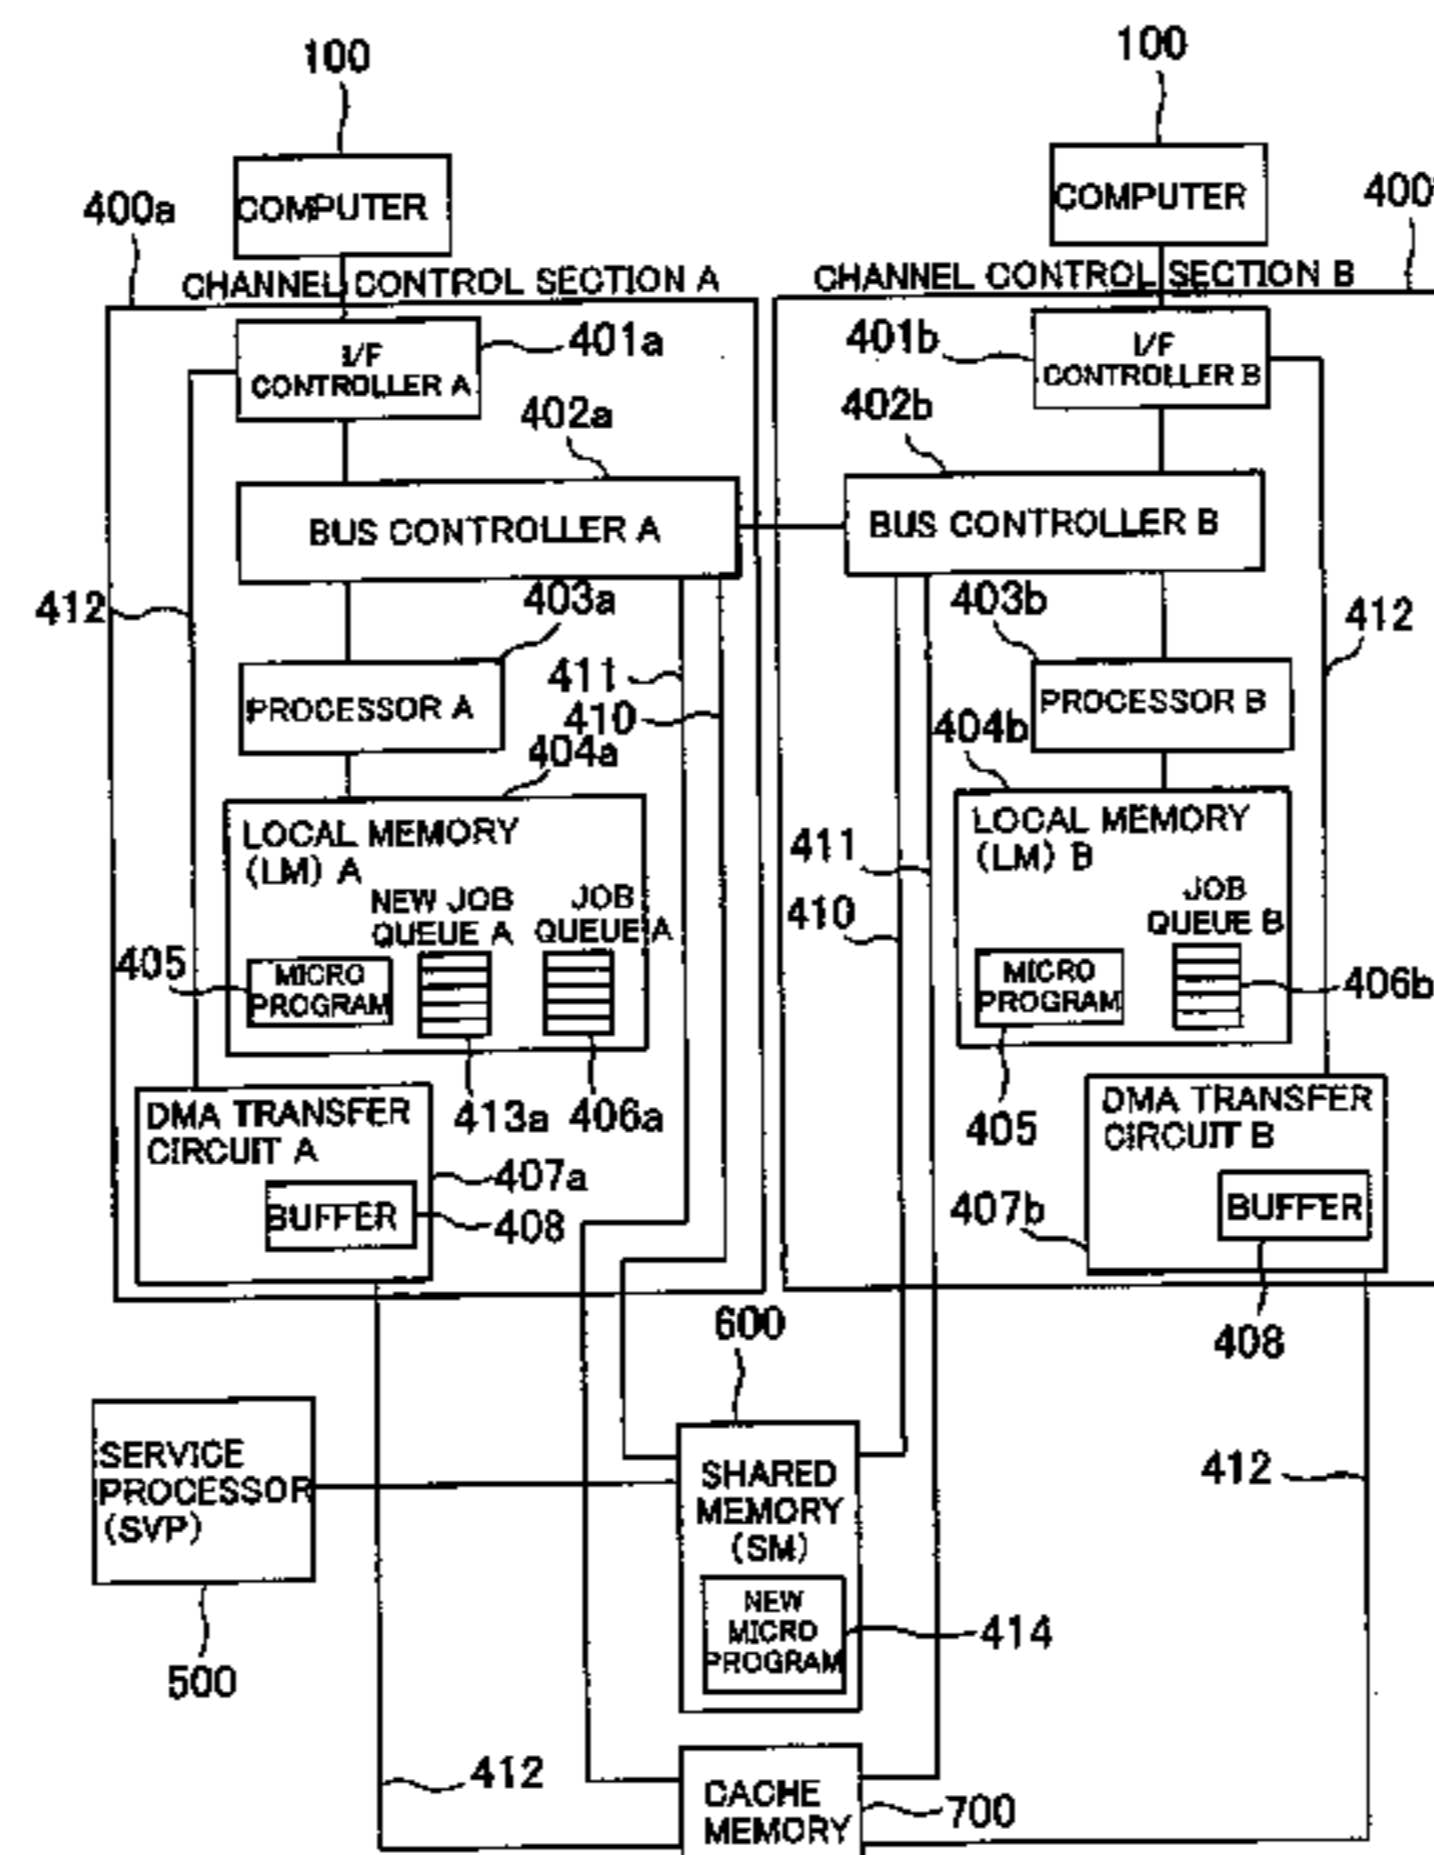 100
100
COMPUTER
COMPUTER
400a
400
CHANNEL CONTROL SECTION A
CHANNEL CONTROL SECTION B
I/F
CONTROLLER A
401a
401b
I/F
CONTROLLER B
402a
402b
BUS CONTROLLER A
BUS CONTROLLER B
412
403a
403b
412
411
410
PROCESSOR A
PROCESSOR B
404a
404b
LOCAL MEMORY
(LM) A
LOCAL MEMORY
(LM) B
411
410
NEW JOB
QUEUE A
JOB
QUEUE A
JOB
QUEUE B
405
MICRO
PROGRAM
MICRO
PROGRAM
406b
413a
406a
405
DMA TRANSFER
CIRCUIT A
DMA TRANSFER
CIRCUIT B
407a
BUFFER
408
407b
BUFFER
408
600
SERVICE
PROCESSOR
(SVP)
SHARED
MEMORY
(SM)
412
NEW
MICRO
PROGRAM
414
500
412
CACHE
MEMORY
700